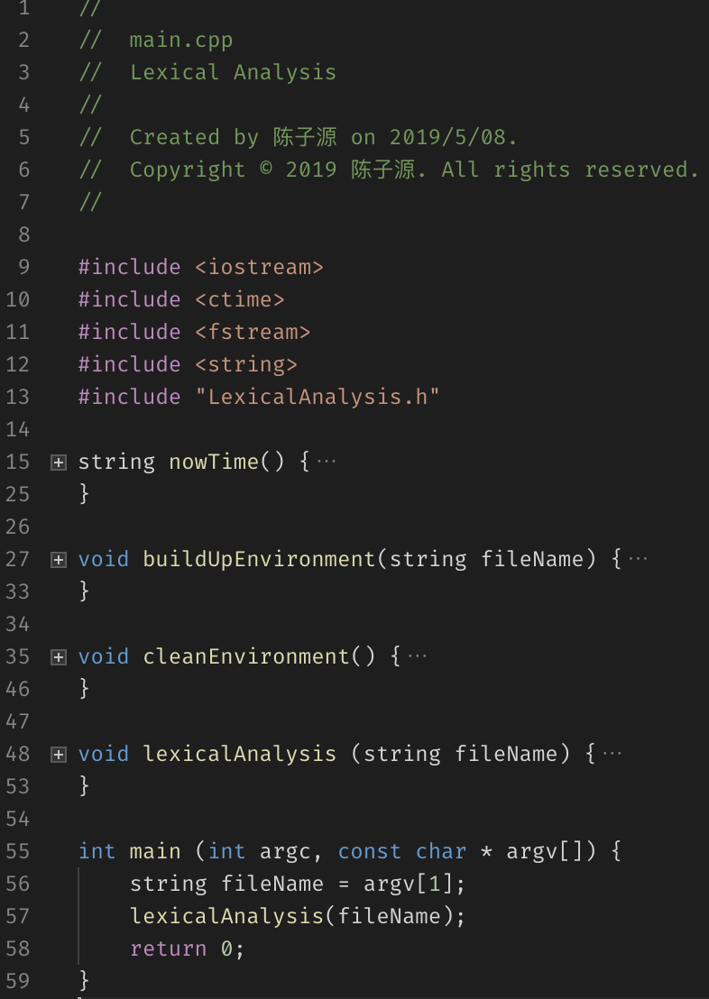 1 //
2 // main.cpp
3 // Lexical Analysis
4 //
5 // Created by 陈子源 on 2019/5/08.
6 // Copyright © 2019 陈子源. All rights reserved.
7 //
8
9 #include <iostream>
10 #include <ctime>
11 #include <fstream>
12 #include <string>
13 #include "LexicalAnalysis.h"
14
15 string nowTime() {···
25 }
26
27 void buildUpEnvironment(string fileName) {···
33 }
34
35 void cleanEnvironment() {···
46 }
47
48 void lexicalAnalysis (string fileName) {···
53 }
54
55 int main (int argc, const char * argv[]) {
56 string fileName = argv[1];
57 lexicalAnalysis(fileName);
58 return 0;
59 }